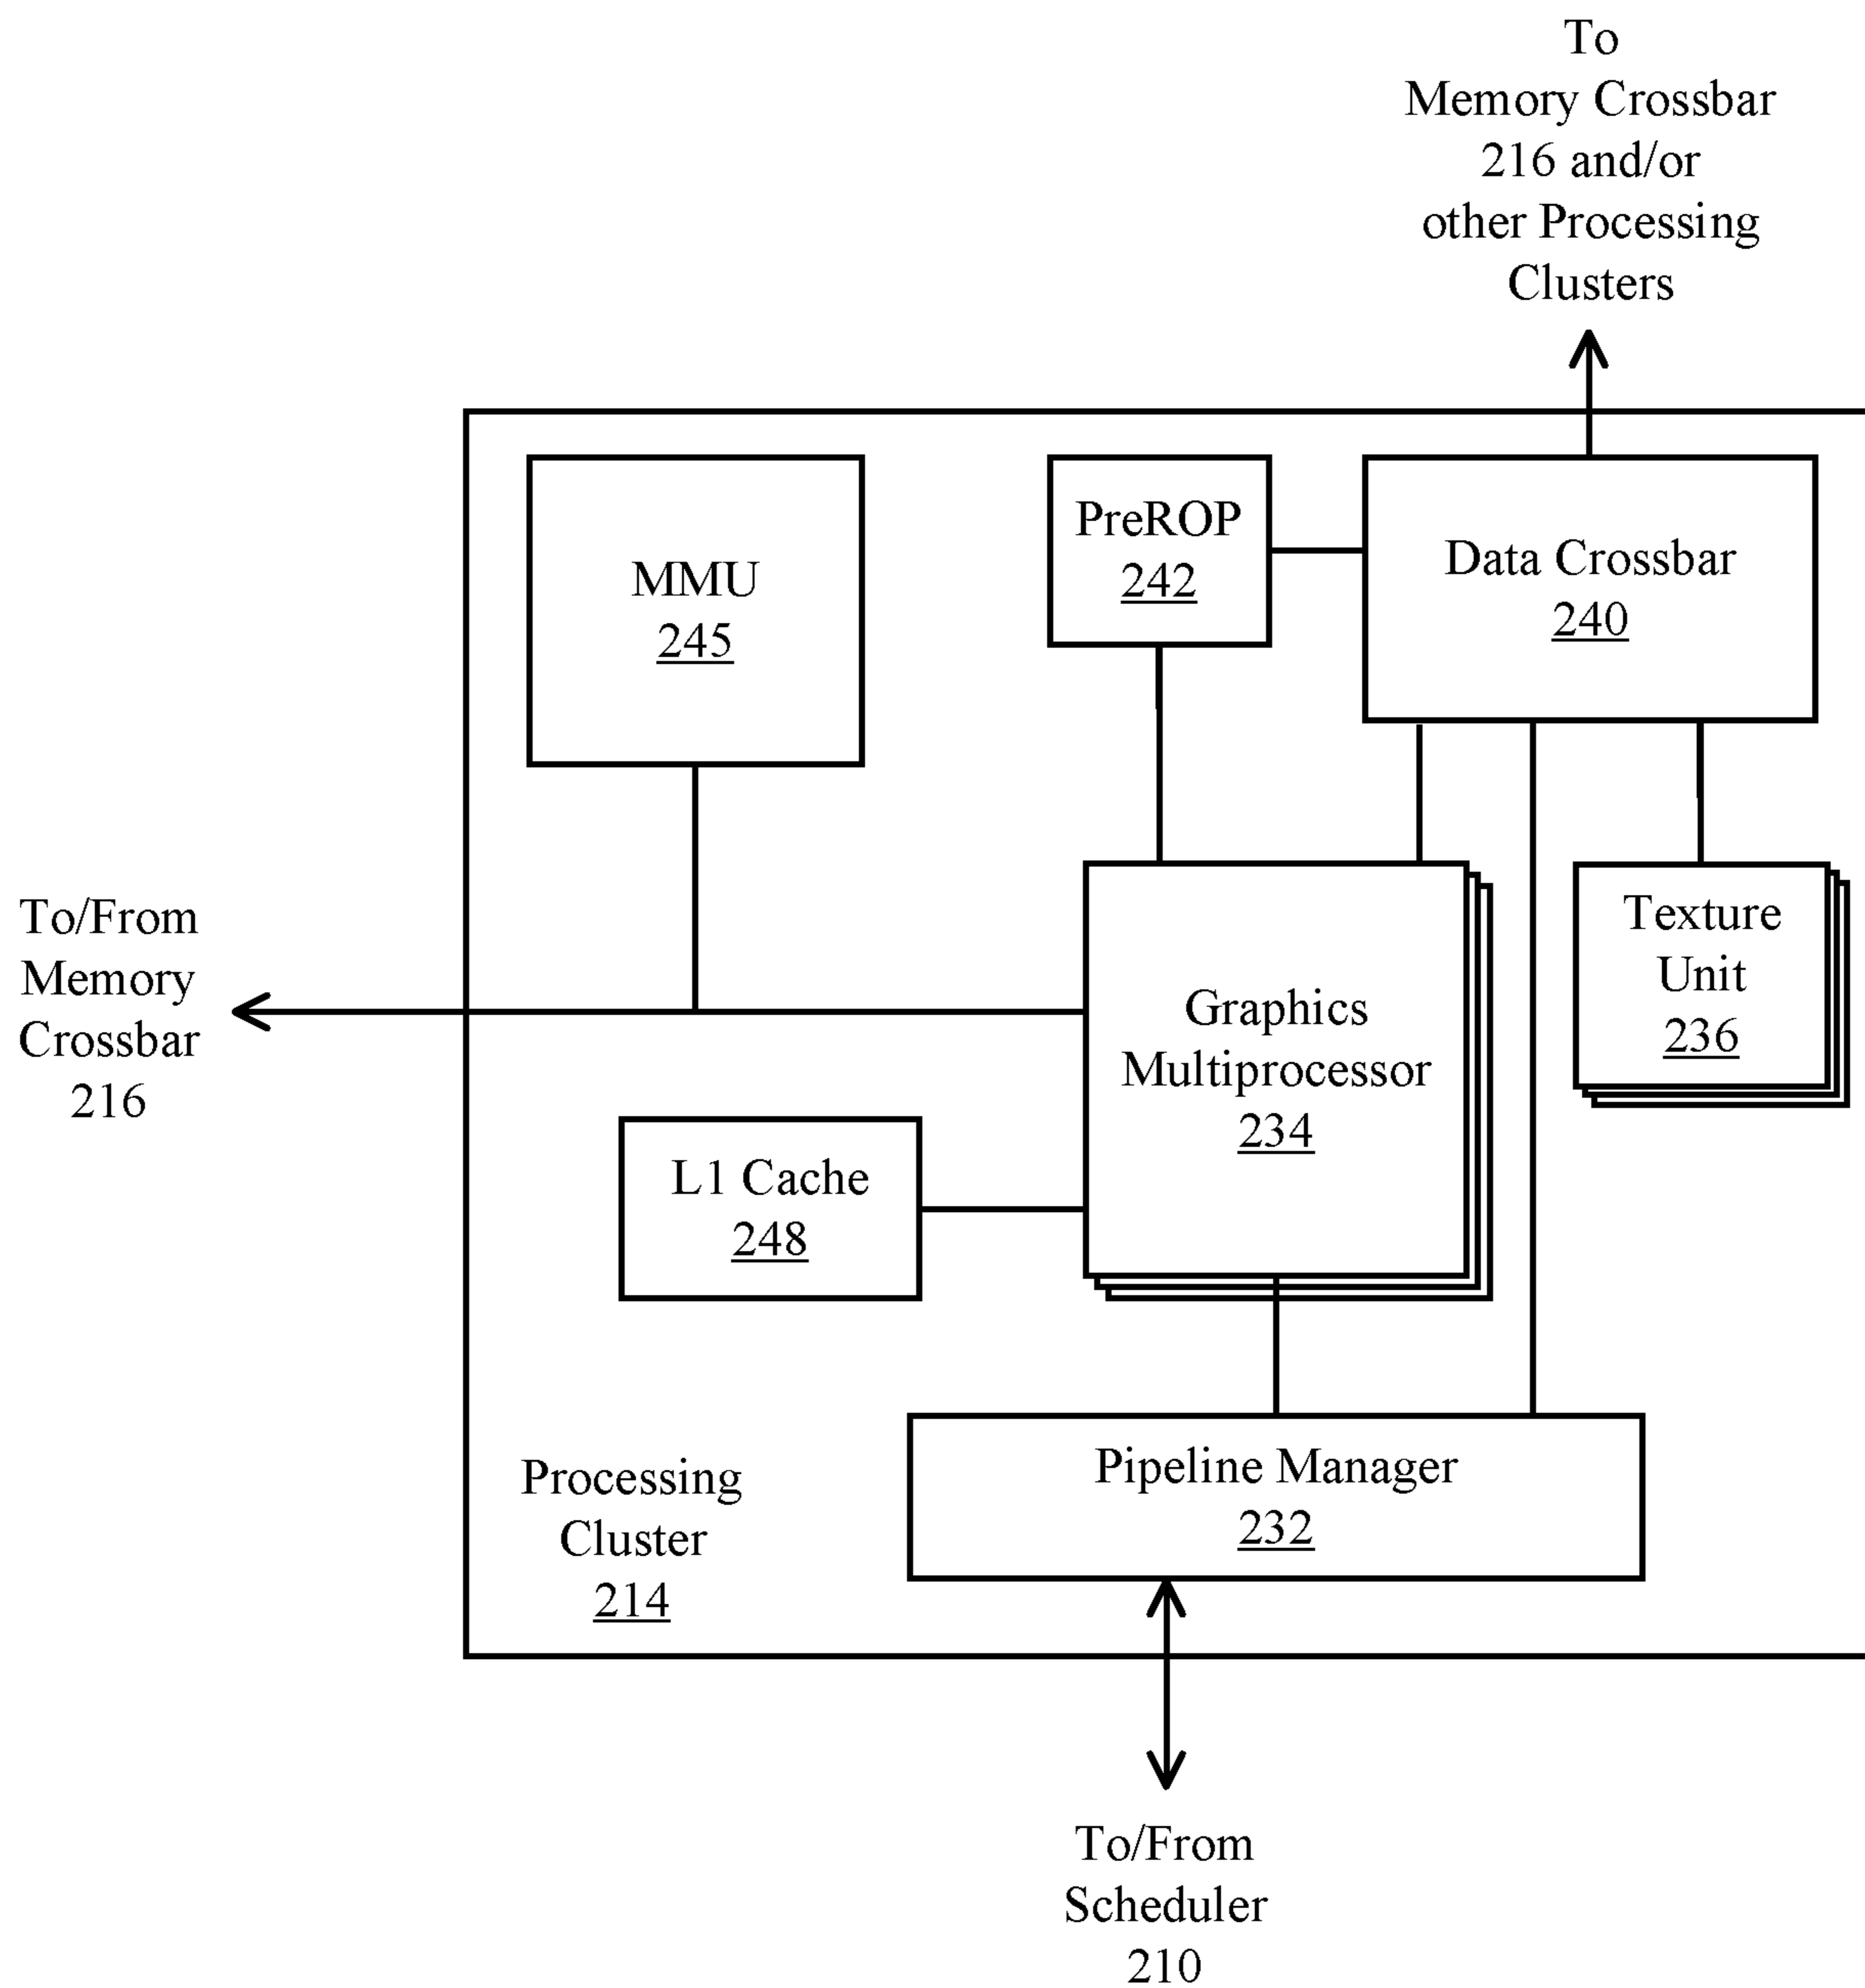 To
Memory Crossbar
216 and/or
other Processing
Clusters
MMU
245
PreROP
242
Data Crossbar
240
To/From
Memory
Crossbar
216
Graphics
Multiprocessor
234
Texture
Unit
236
L1 Cache
248
Pipeline Manager
232
Processing
Cluster
214
To/From
Scheduler
210